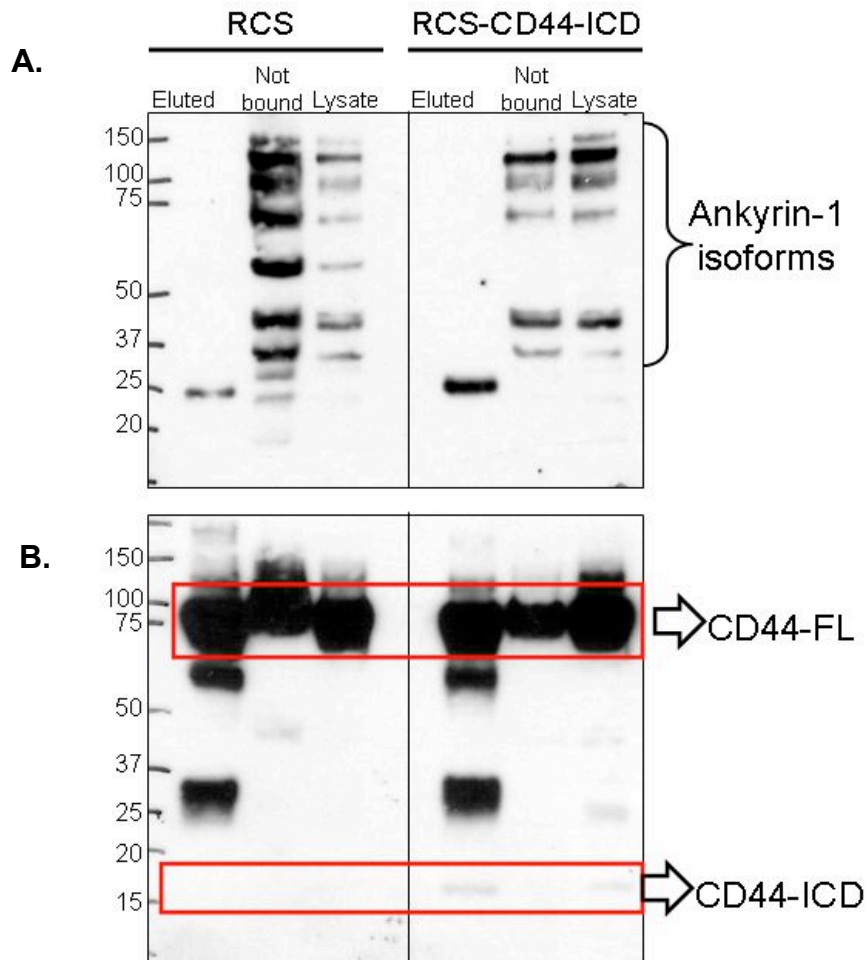 RCS
RCS-CD44-ICD
A.
Eluted
Not
bound
Lysate
Eluted
Not
bound
Lysate
150
100
75
50
37
25
20
Ankyrin-1
isoforms
B.
150
100
75
50
37
25
20
15
CD44-FL
CD44-ICD